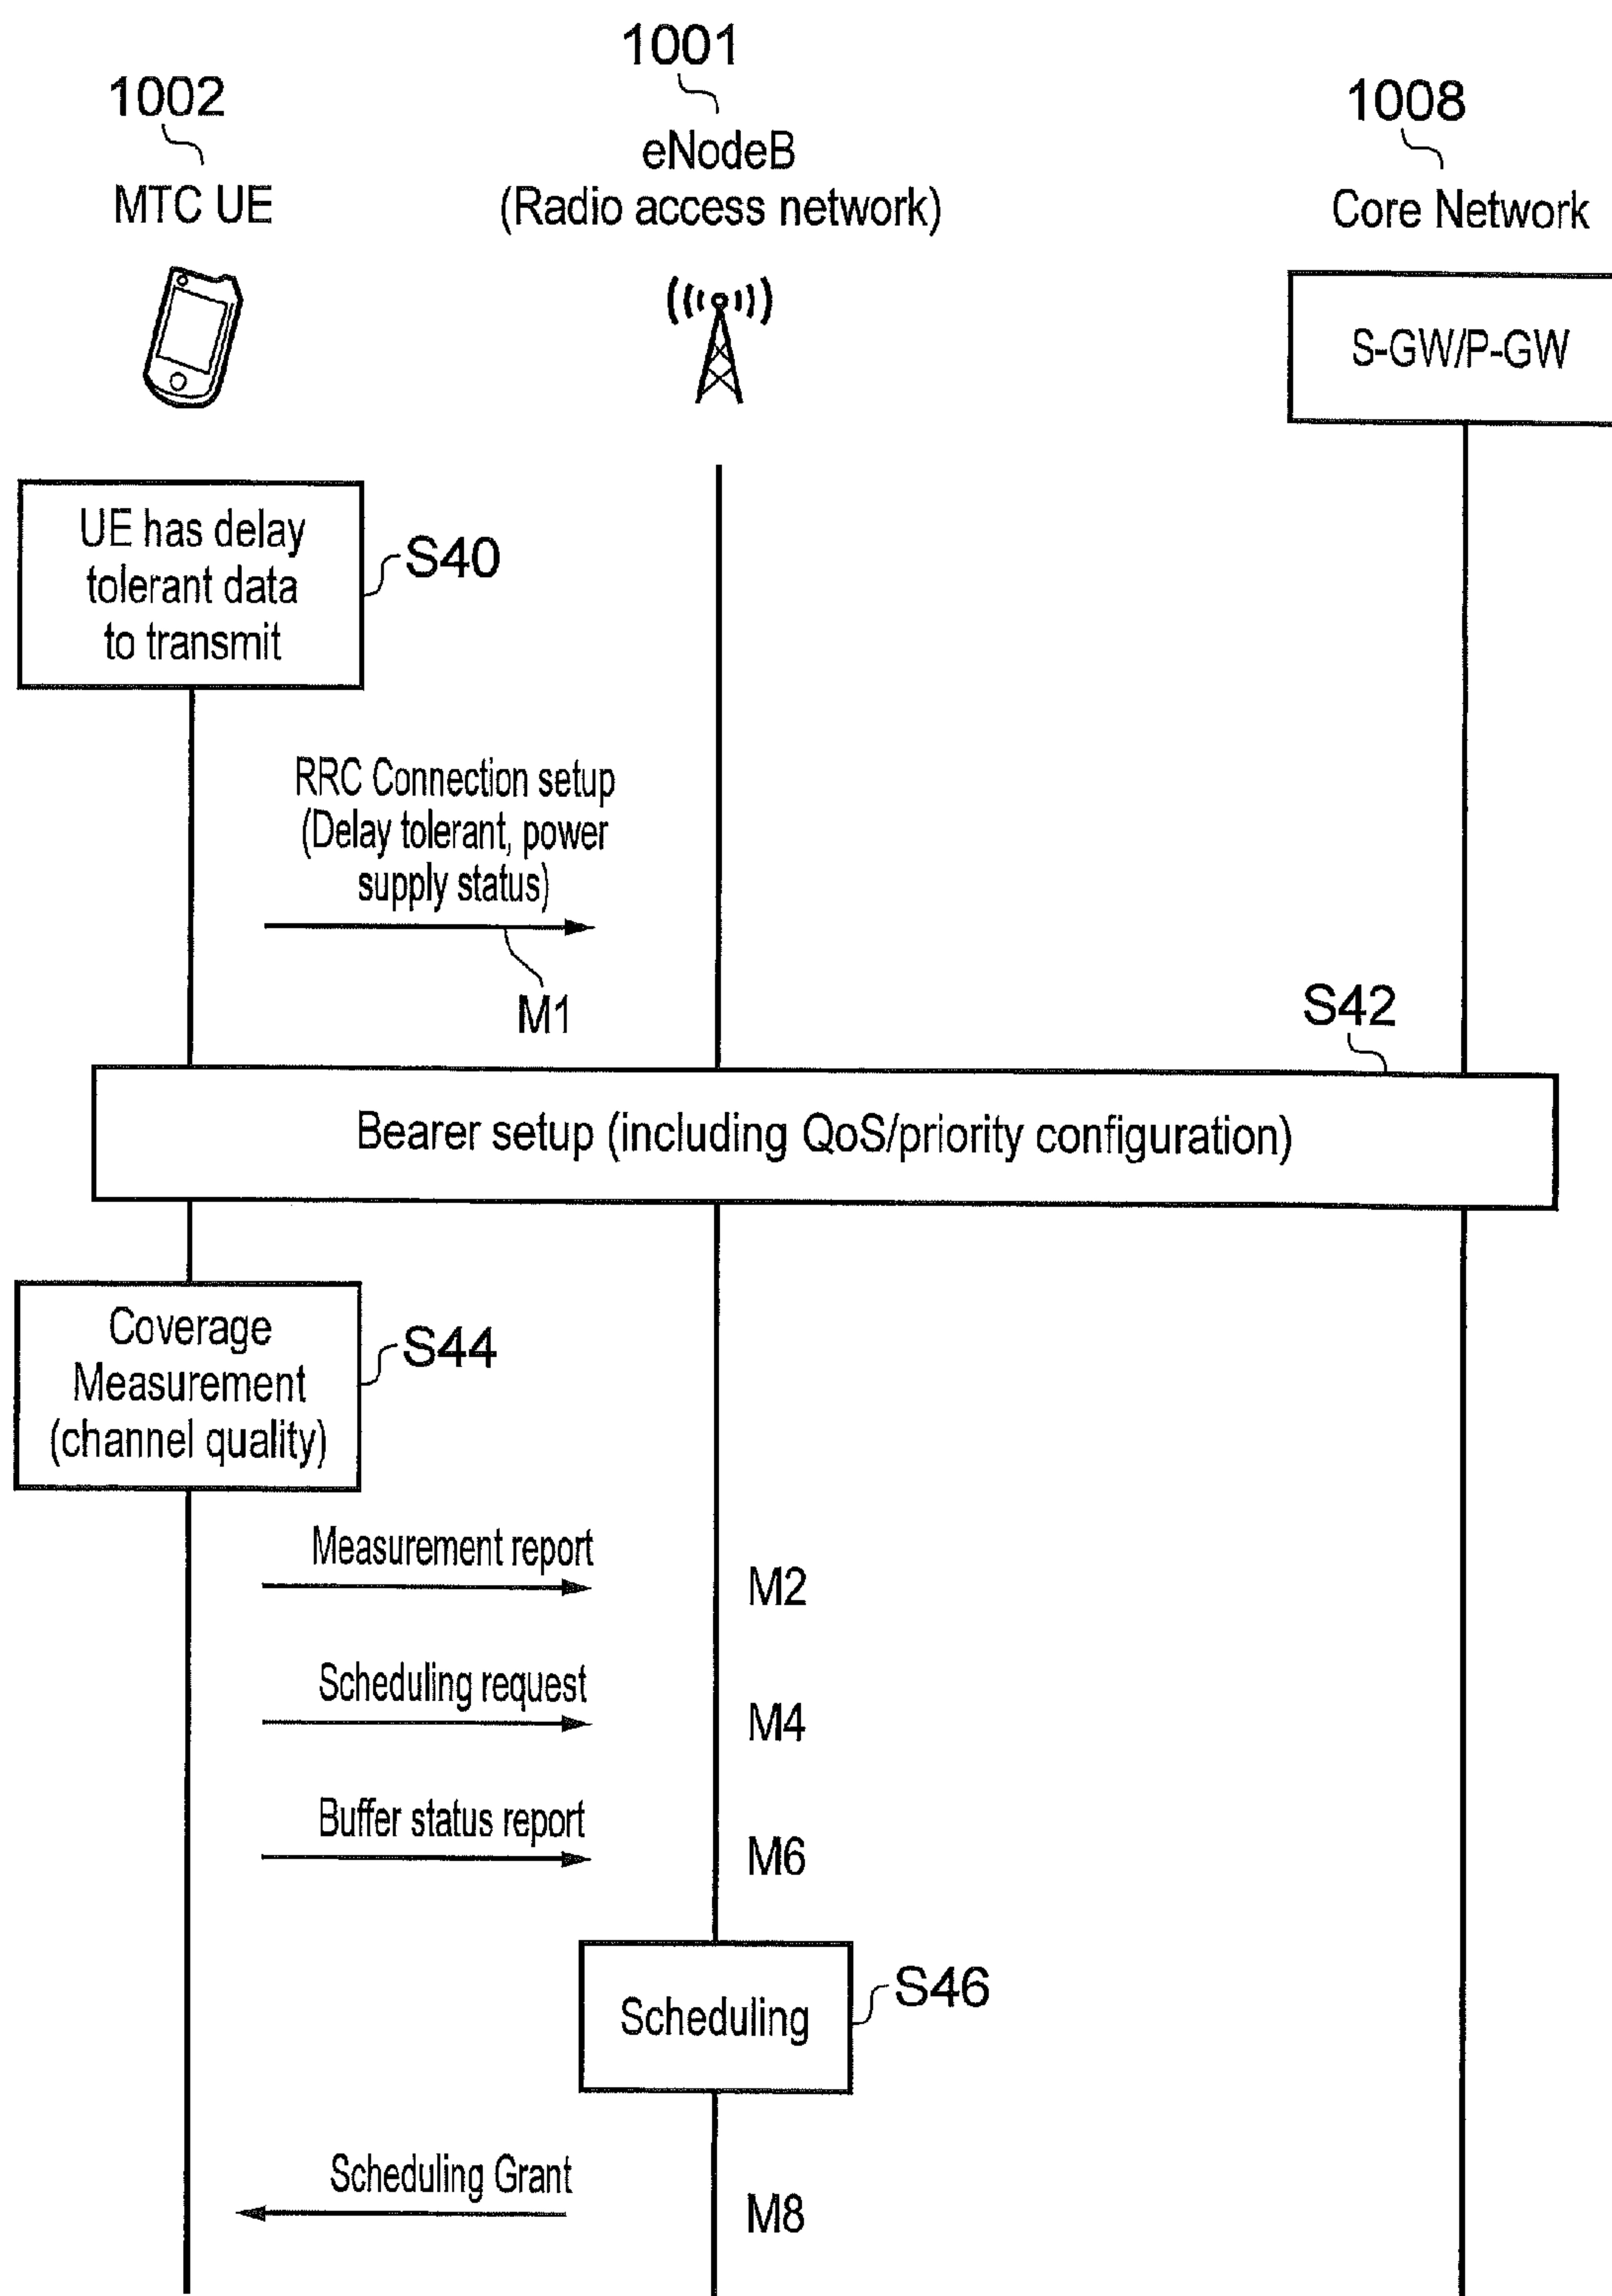 1001
1002
1008
eNodeB
(Radio access network)
MTC UE
Core Network
S-GW/P-GW
UE has delay
tolerant data
to transmit
S40
RRC Connection setup
(Delay tolerant, power
supply status)
M1
S42
Bearer setup (including QoS/priority configuration)
Coverage
Measurement
(channel quality)
S44
Measurement report
M2
Scheduling request
M4
Buffer status report
M6
Scheduling
S46
Scheduling Grant
M8